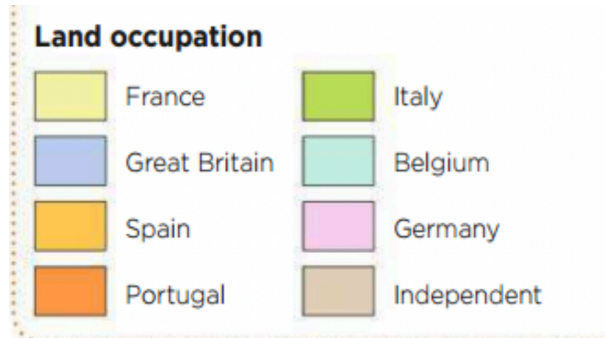 Land occupation
France
Italy
Great Britain
Belgium
Spain
Germany
Portugal
Independent